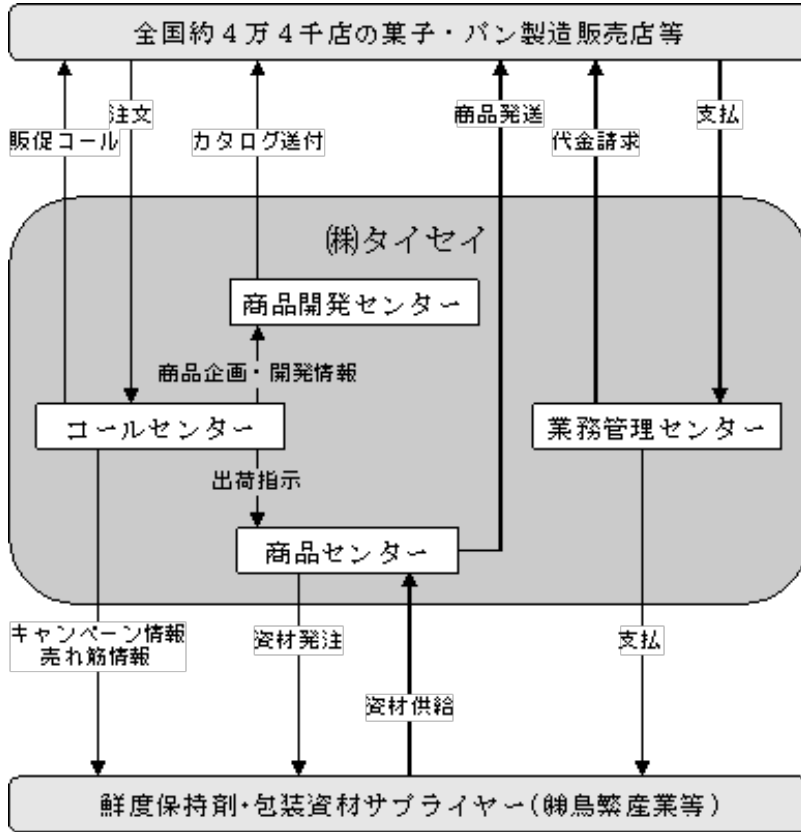 全国約４万４千店の菓子・パン製造販売店等
注文
商品発送
支払
販促コール
カタログ送付
代金請求
㈱タイセイ
商品開発センター
商品企画・開発情報
コールセンター
業務管理センター
出荷指示
商品センター
キャンペーン情報
売れ筋情報
資材発注
支払
資材供給
鮮度保持剤・包装資材サプライヤー(㈱鳥繁産業等)